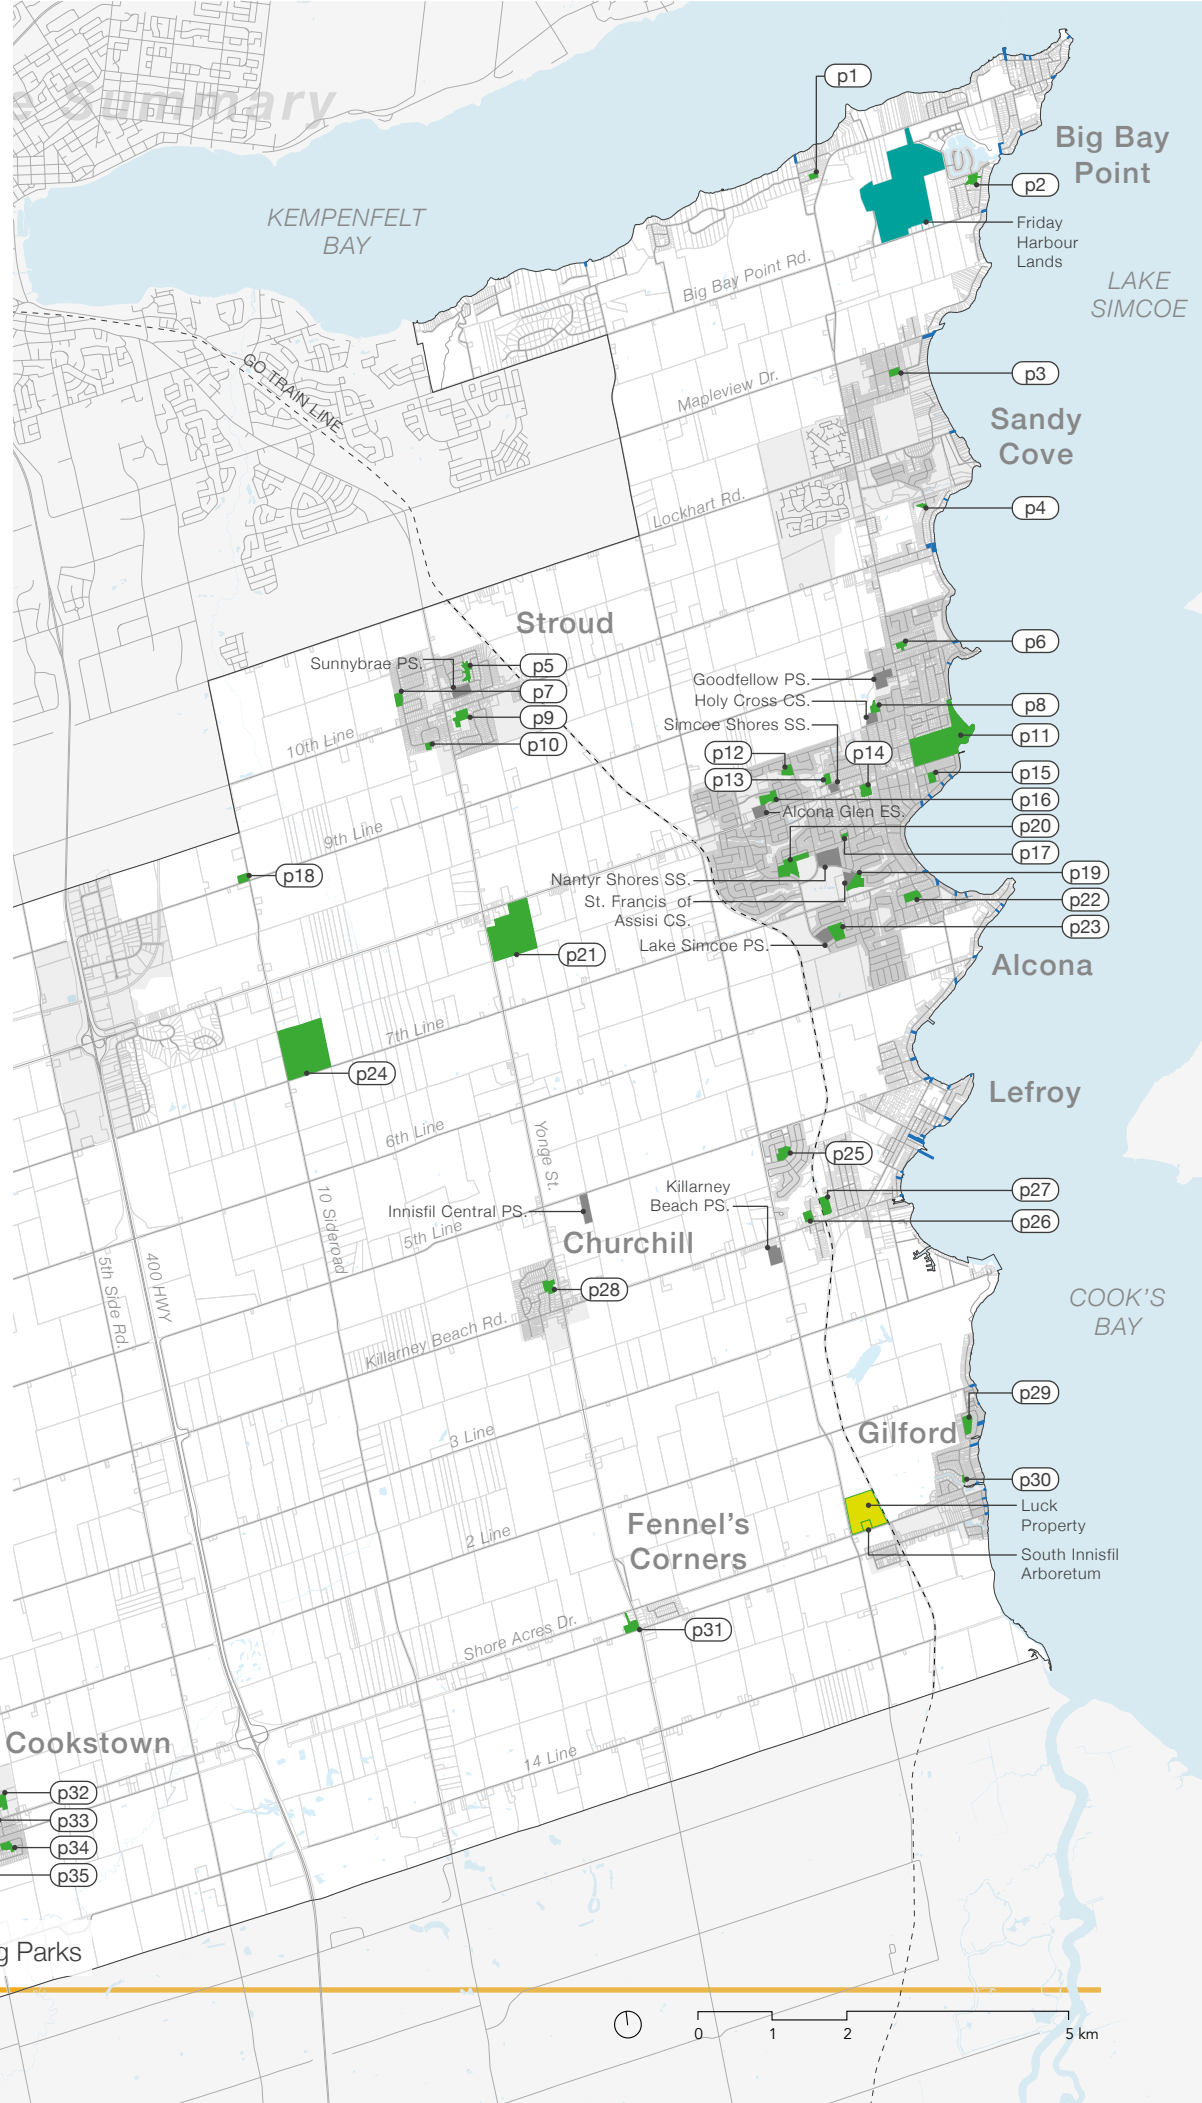 e Summary
p1
Big Bay
Point
p2
KEMPENFELT
BAY
Friday
Harbour
Lands
LAKE
SIMCOE
Big Bay Point Rd.
GO TRAIN LINE
Mapleview Dr.
p3
Sandy
Cove
Lockhart Rd.
p4
Stroud
Sunnybrae PS.
p5
p7
p9
p10
p6
Goodfellow PS.
Holy Cross CS.
Simcoe Shores SS.
p8
p11
10th Line
p12
p14
p13
p15
p16
Alcona Glen ES.
p20
p17
9th Line
p18
Nantyr Shores SS.
p19
St. Francis of
Assisi CS.
p22
p23
Lake Simcoe PS.
p21
Alcona
7th Line
p24
Lefroy
6th Line
Yonge St.
p25
Killarney
Beach PS.
p27
p26
10 Sideroad
Innisfil Central PS.
5th Line
Churchill
5th Side Rd.
400 HWY
p28
COOK'S
BAY
Killarney Beach Rd.
p29
Gilford
3 Line
p30
Luck
Property
Fennel's
Corners
2 Line
South Innisfil
Arboretum
Shore Acres Dr.
p31
Cookstown
14 Line
p32
p33
p34
p35
g Parks
0 1 2 5 km